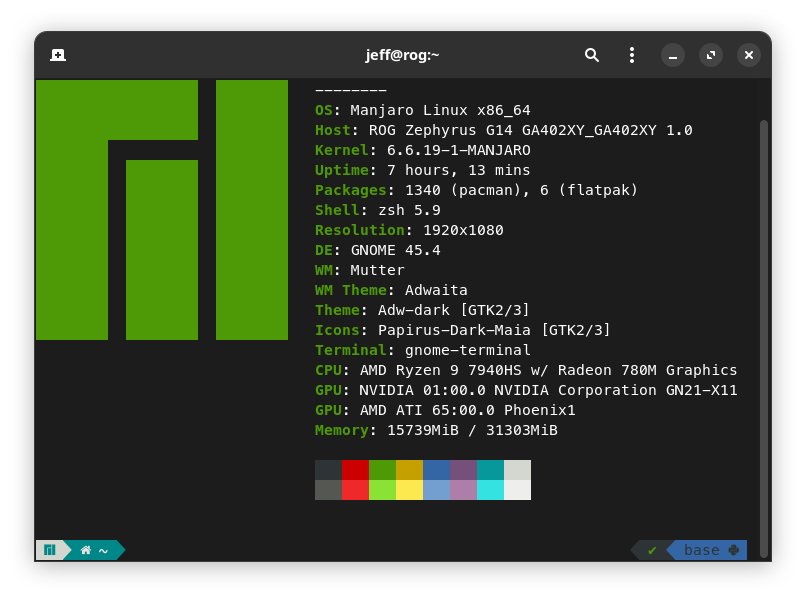 jeff@rog:~
--------
OS: Manjaro Linux x86_64
Host: ROG Zephyrus G14 GA402XY_GA402XY 1.0
Kernel: 6.6.19-1-MANJARO
Uptime: 7 hours, 13 mins
Packages: 1340 (pacman), 6 (flatpak)
Shell: zsh 5.9
Resolution: 1920x1080
DE: GNOME 45.4
WM: Mutter
WM Theme: Adwaita
Theme: Adw-dark [GTK2/3]
Icons: Papirus-Dark-Maia [GTK2/3]
Terminal: gnome-terminal
CPU: AMD Ryzen 9 7940HS w/ Radeon 780M Graphics
GPU: NVIDIA 01:00.0 NVIDIA Corporation GN21-X11
GPU: AMD ATI 65:00.0 Phoenix1
Memory: 15739MiB / 31303MiB
~ ✔ base